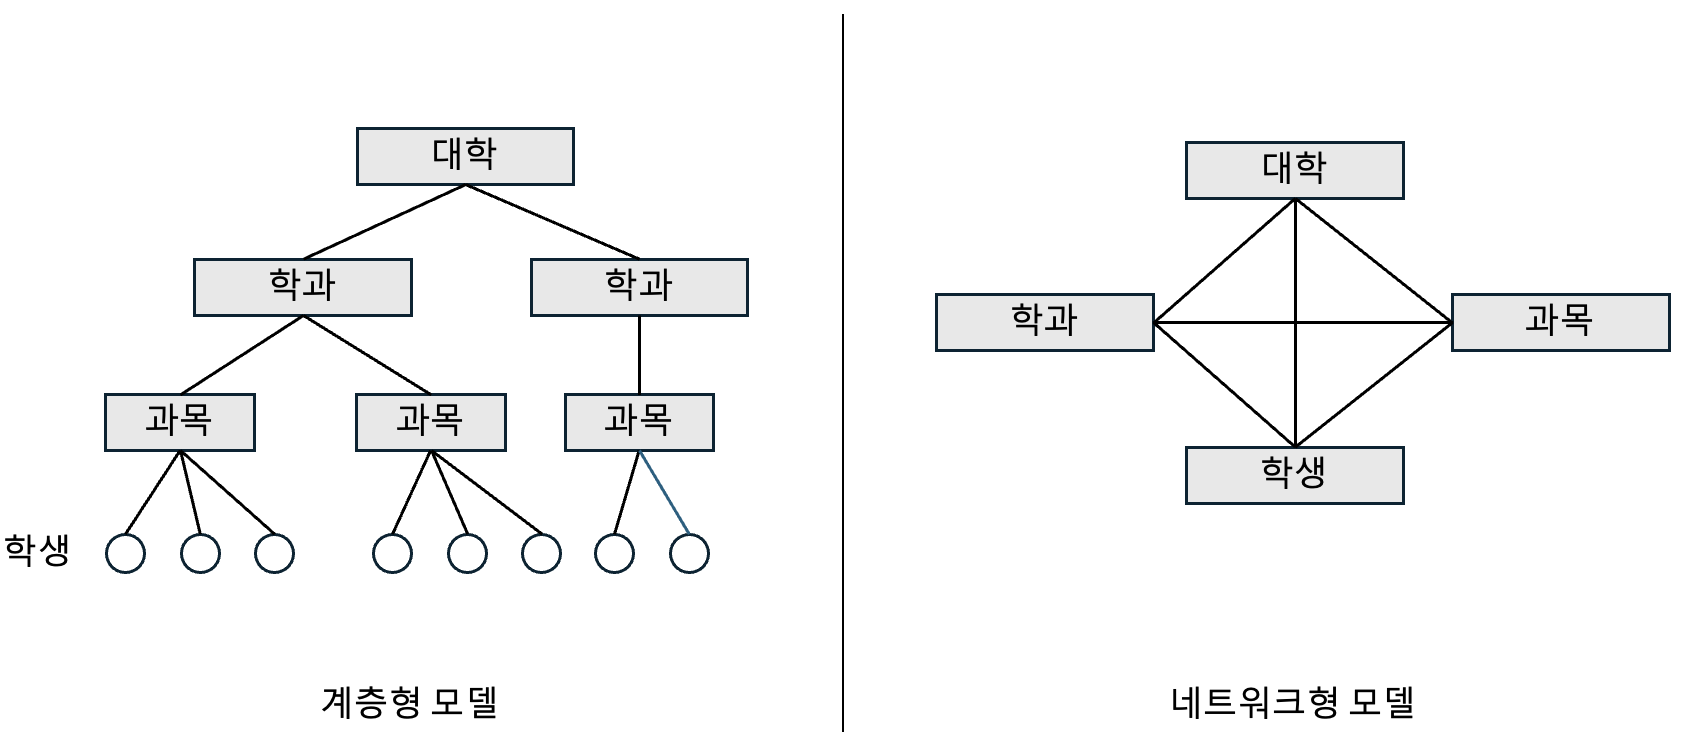 대학
학과
학과
과목
과목
과목
학생
계층형 모델
대학
학과
과목
학생
네트워크형 모델